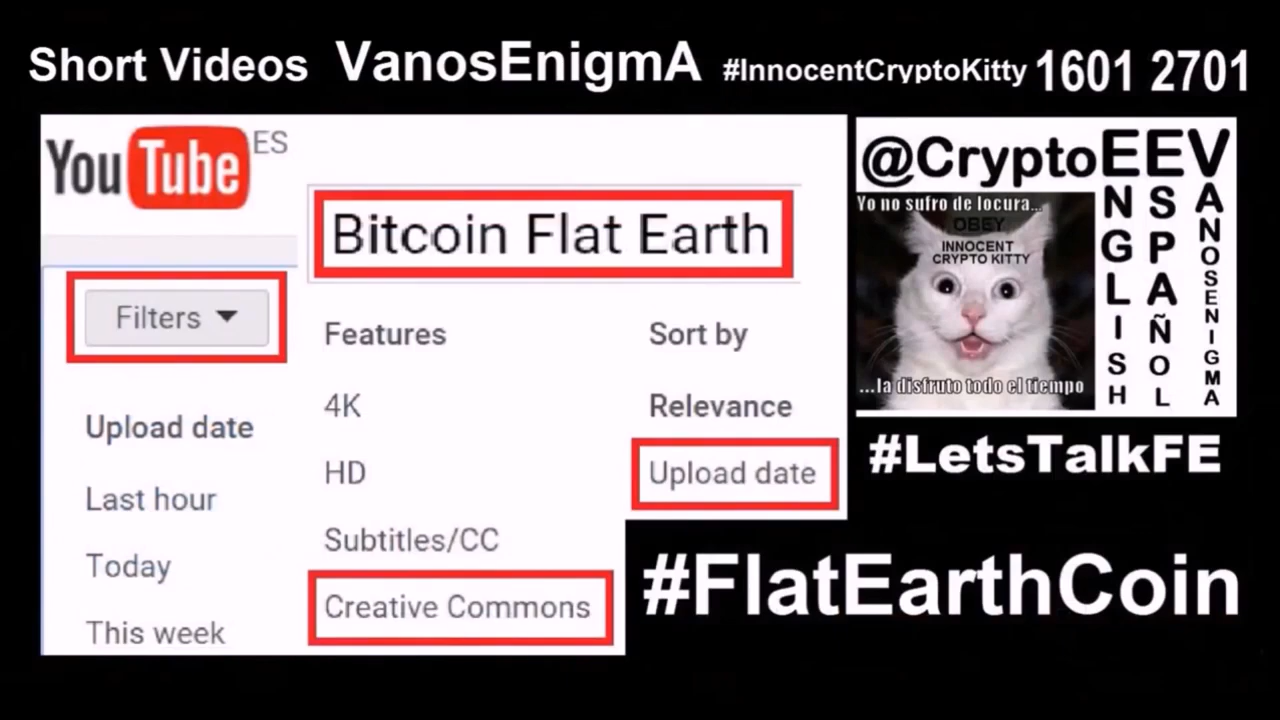 Short Videos VanosEnigmA #InnocentCryptoKitty 1601 2701
YouTube ES
Bitcoin Flat Earth
Filters
Features
Sort by
4K
Relevance
Upload date
HD
Upload date
Last hour
Subtitles/CC
Today
Creative Commons
This week
@CryptoEEV
ENGLISH
ESPAÑOL
VANOSENIGMA
Yo no sufro de locura...
OBEY
INNOCENT
CRYPTO KITTY
...la disfruto todo el tiempo
#LetsTalkFE
#FlatEarthCoin